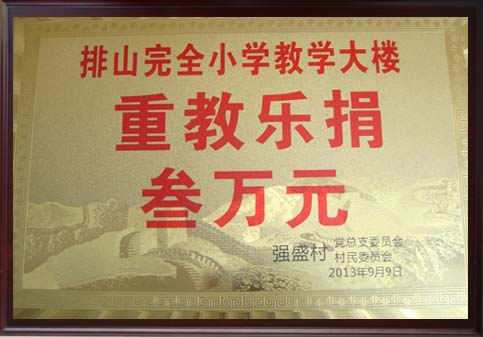 排山完全小学教学大楼
重教乐捐
叁万元
强盛村 党总支委员会
村民委员会
2013年9月9日